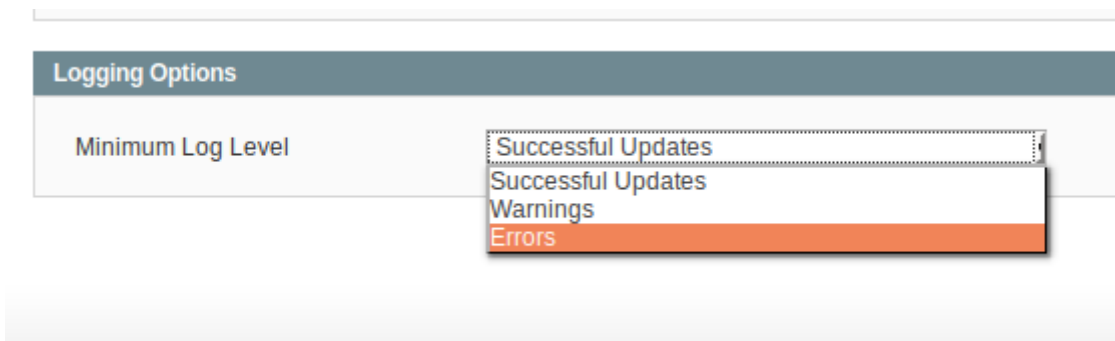 Logging Options
Minimum Log Level Successful Updates
Successful Updates
Warnings
Errors